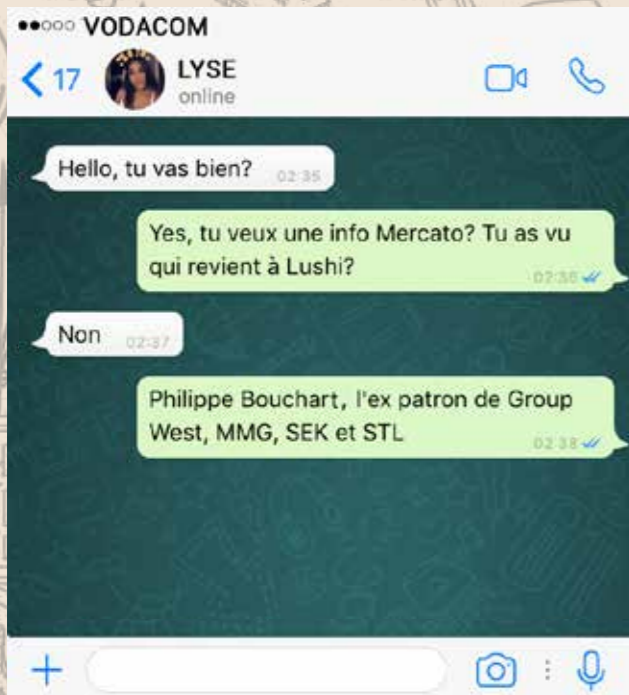 VODACOM
17
LYSE
online
Hello, tu vas bien? 02:35
Yes, tu veux une info Mercato? Tu as vu
qui revient à Lushi? 02:36
Non 02:37
Philippe Bouchart, l'ex patron de Group
West, MMG, SEK et STL 02:38